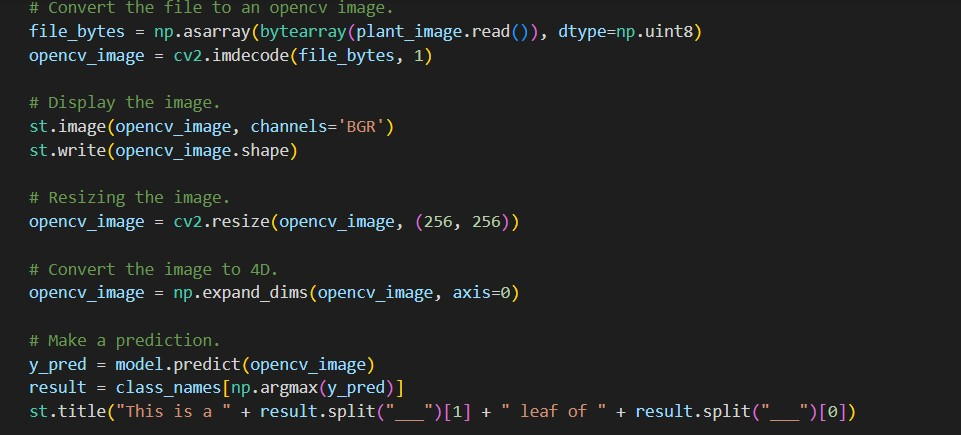 # Convert the file to an opencv image.
file_bytes = np.asarray(bytearray(plant_image.read()), dtype=np.uint8)
opencv_image = cv2.imdecode(file_bytes, 1)
# Display the image.
st.image(opencv_image, channels='BGR')
st.write(opencv_image.shape)
# Resizing the image.
opencv_image = cv2.resize(opencv_image, (256, 256))
# Convert the image to 4D.
opencv_image = np.expand_dims(opencv_image, axis=0)
# Make a prediction.
y_pred = model.predict(opencv_image)
result = class_names[np.argmax(y_pred)]
st.title("This is a " + result.split("___")[1] + " leaf of " + result.split("___")[0])